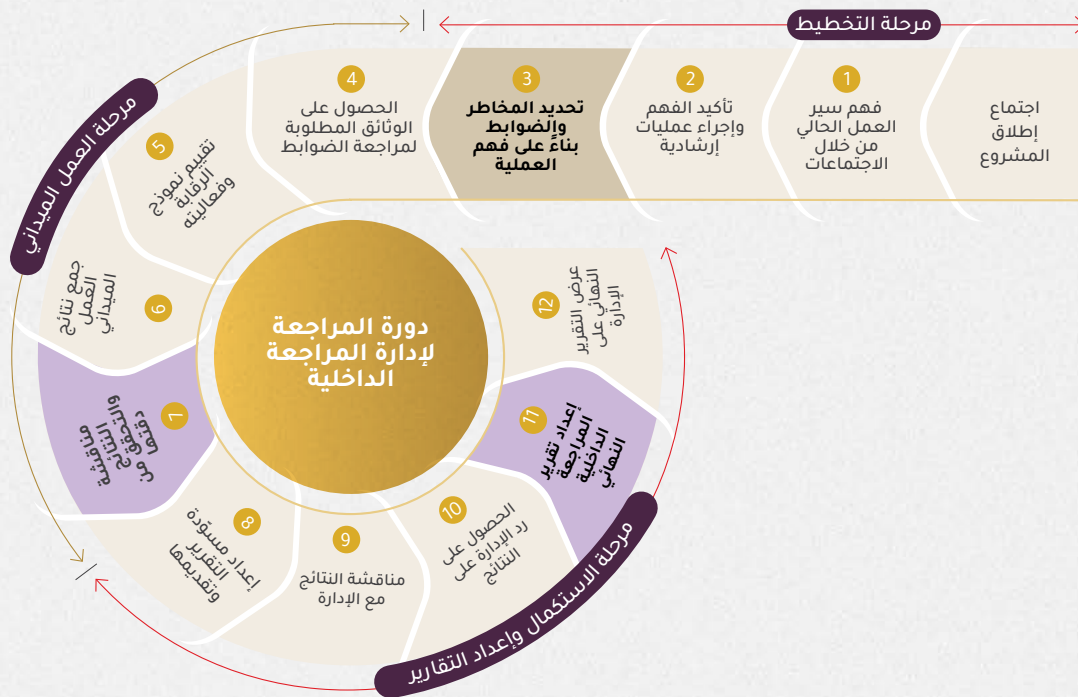 مرحلة التخطيط
اجتماع
إطلاق
المشروع
1
فهم سير
العمل الحالي
من خلال
الاجتماعات
2
تأكيد الفهم
وإجراء عمليات
إرشادية
3
تحديد المخاطر
والضوابط
بناءً على فهم
العملية
4
الحصول على
الوثائق المطلوبة
لمراجعة الضوابط
مرحلة العمل الميداني
5
تقييم نموذج
الرقابة
وفعاليته
6
جمع نتائج
العمل
الميداني
7
مناقشة
النتائج
والتحقق من
دقتها
8
إعداد مسوّدة
التقرير
وتقديمها
9
مناقشة النتائج
مع الإدارة
10
الحصول على
رد الإدارة على
النتائج
11
إعداد تقرير
المراجعة
الداخلية
النهائي
12
عرض التقرير
النهائي على
الإدارة
مرحلة الاستكمال وإعداد التقارير
دورة المراجعة
لإدارة المراجعة
الداخلية